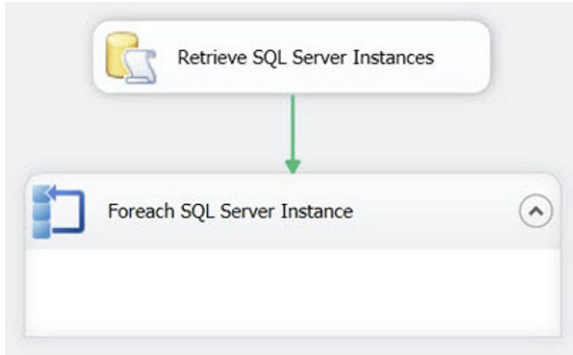 Retrieve SQL Server Instances
Foreach SQL Server Instance